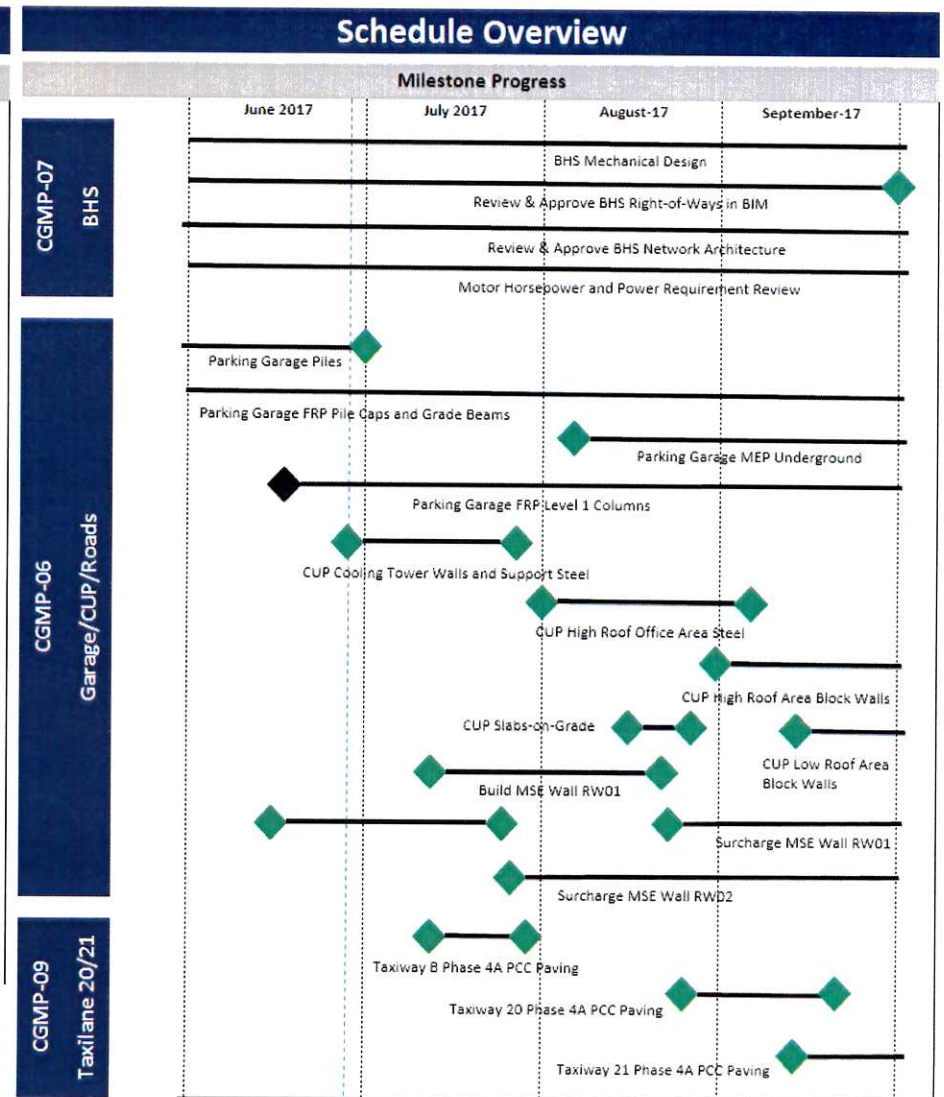 Schedule Overview
Milestone Progress
June 2017 July 2017 August-17 September-17
CGMP-07
BHS
BHS Mechanical Design
Review & Approve BHS Right-of-Ways in BIM
Review & Approve BHS Network Architecture
Motor Horsepower and Power Requirement Review
CGMP-06
Garage/CUP/Roads
Parking Garage Piles
Parking Garage FRP Pile Caps and Grade Beams
Parking Garage MEP Underground
Parking Garage FRP Level 1 Columns
CUP Cooling Tower Walls and Support Steel
CUP High Roof Office Area Steel
CUP High Roof Area Block Walls
CUP Slabs-on-Grade
CUP Low Roof Area
Block Walls
Build MSE Wall RW01
Surcharge MSE Wall RW01
Surcharge MSE Wall RW02
CGMP-09
Taxilane 20/21
Taxiway B Phase 4A PCC Paving
Taxiway 20 Phase 4A PCC Paving
Taxiway 21 Phase 4A PCC Paving